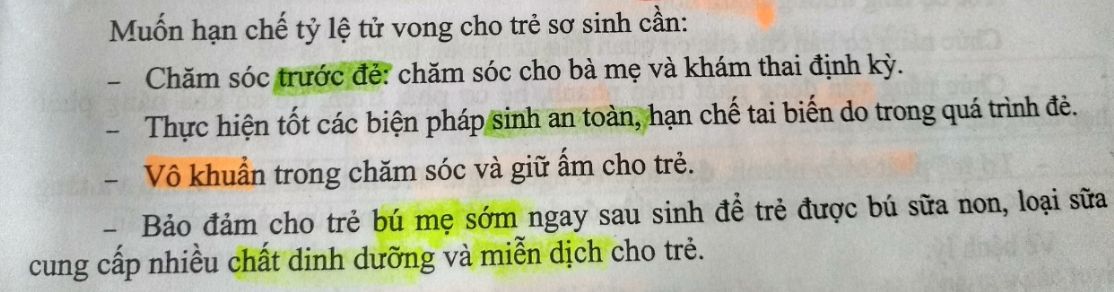 Muốn hạn chế tỷ lệ tử vong cho trẻ sơ sinh cần:
– Chăm sóc trước đẻ: chăm sóc cho bà mẹ và khám thai định kỳ.
– Thực hiện tốt các biện pháp sinh an toàn, hạn chế tai biến do trong quá trình đẻ.
– Vô khuẩn trong chăm sóc và giữ ấm cho trẻ.
– Bảo đảm cho trẻ bú mẹ sớm ngay sau sinh để trẻ được bú sữa non, loại sữa
cung cấp nhiều chất dinh dưỡng và miễn dịch cho trẻ.